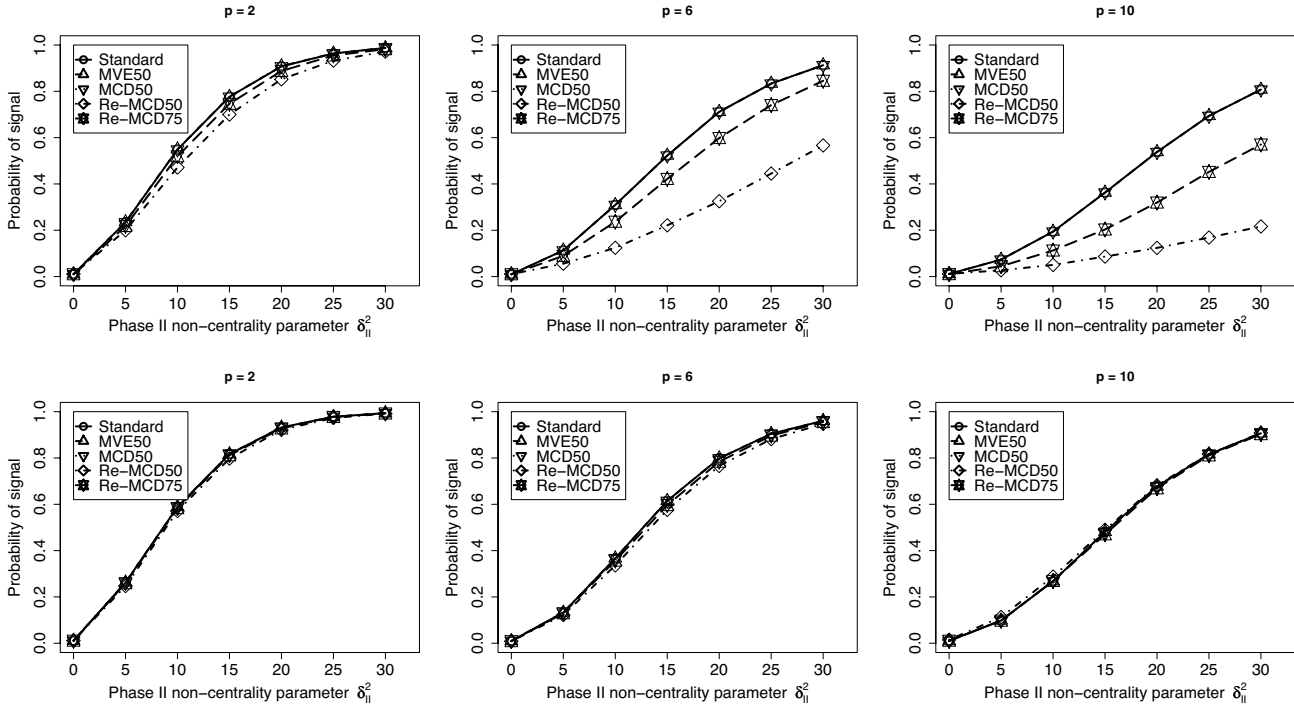 p = 2
Probability of signal
1.0
0.8
0.6
0.4
0.2
0.0
Standard
MVE50
MCD50
Re−MCD50
Re−MCD75
0 5 10 15 20 25 30
Phase II non−centrality parameter δ²_II
p = 6
Probability of signal
1.0
0.8
0.6
0.4
0.2
0.0
Standard
MVE50
MCD50
Re−MCD50
Re−MCD75
0 5 10 15 20 25 30
Phase II non−centrality parameter δ²_II
p = 10
Probability of signal
1.0
0.8
0.6
0.4
0.2
0.0
Standard
MVE50
MCD50
Re−MCD50
Re−MCD75
0 5 10 15 20 25 30
Phase II non−centrality parameter δ²_II
p = 2
Probability of signal
1.0
0.8
0.6
0.4
0.2
0.0
Standard
MVE50
MCD50
Re−MCD50
Re−MCD75
0 5 10 15 20 25 30
Phase II non−centrality parameter δ²_II
p = 6
Probability of signal
1.0
0.8
0.6
0.4
0.2
0.0
Standard
MVE50
MCD50
Re−MCD50
Re−MCD75
0 5 10 15 20 25 30
Phase II non−centrality parameter δ²_II
p = 10
Probability of signal
1.0
0.8
0.6
0.4
0.2
0.0
Standard
MVE50
MCD50
Re−MCD50
Re−MCD75
0 5 10 15 20 25 30
Phase II non−centrality parameter δ²_II